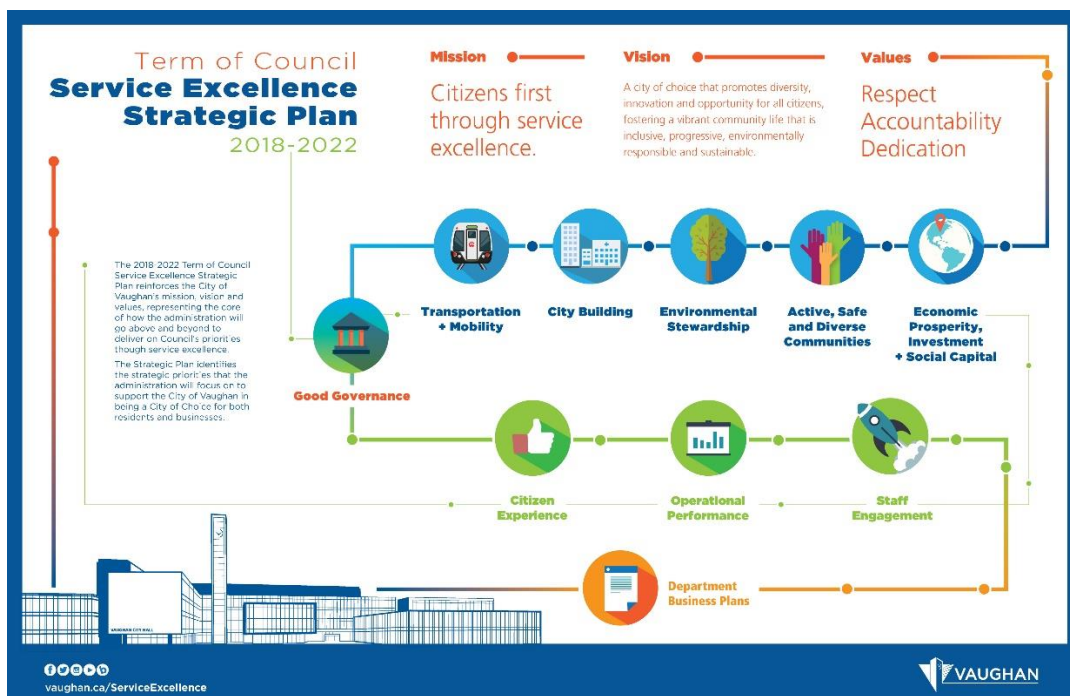 Term of Council
Service Excellence
Strategic Plan
2018-2022
Mission
Citizens first
through service
excellence.
Vision
A city of choice that promotes diversity,
innovation and opportunity for all citizens,
fostering a vibrant community life that is
inclusive, progressive, environmentally
responsible and sustainable.
Values
Respect
Accountability
Dedication
The 2018-2022 Term of Council
Service Excellence Strategic
Plan reinforces the City of
Vaughan's mission, vision and
values, representing the core
of how the administration will
go above and beyond to
deliver on Council's priorities
though service excellence.
The Strategic Plan identifies
the strategic priorities that the
administration will focus on to
support the City of Vaughan in
being a City of Choice for both
residents and businesses.
Good Governance
Transportation
+ Mobility
City Building
Environmental
Stewardship
Active, Safe
and Diverse
Communities
Economic
Prosperity,
Investment
+ Social Capital
Citizen
Experience
Operational
Performance
Staff
Engagement
Department
Business Plans
VAUGHAN CITY HALL
vaughan.ca/ServiceExcellence
VAUGHAN